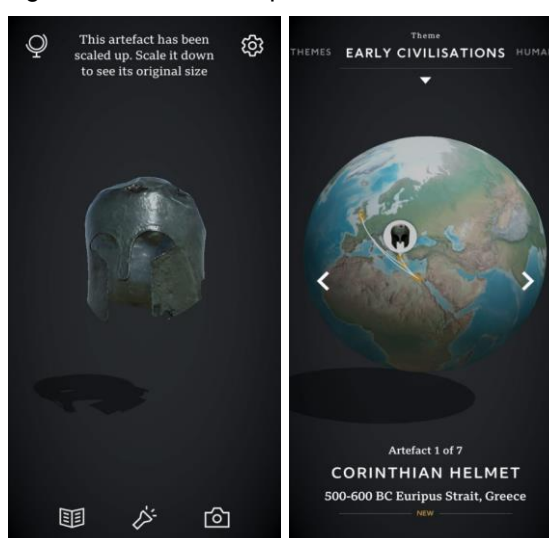 This artefact has been
scaled up. Scale it down
to see its original size
Theme
THEMES EARLY CIVILISATIONS HUMA
Artefact 1 of 7
CORINTHIAN HELMET
500-600 BC Euripus Strait, Greece
NEW